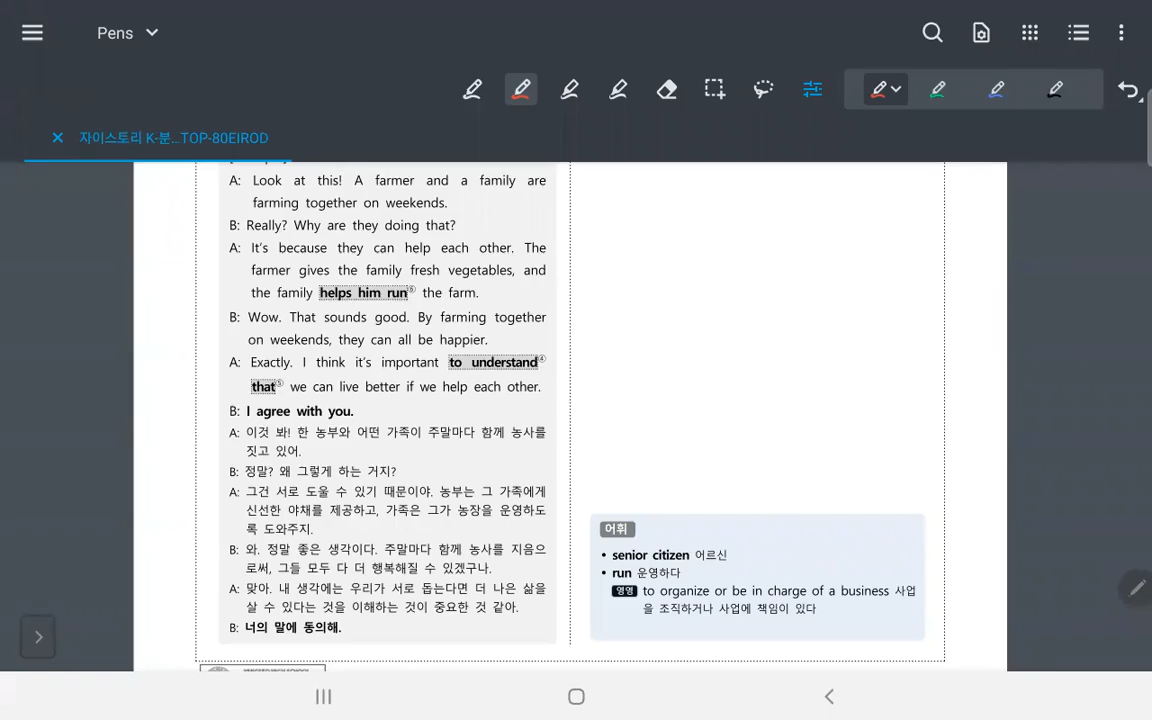 Pens
자이스토리 K-분...TOP-80EIROD
A: Look at this! A farmer and a family are
farming together on weekends.
B: Really? Why are they doing that?
A: It's because they can help each other. The
farmer gives the family fresh vegetables, and
the family helps him run⑥ the farm.
B: Wow. That sounds good. By farming together
on weekends, they can all be happier.
A: Exactly. I think it's important to understand④
that⑤ we can live better if we help each other.
B: I agree with you.
A: 이것 봐! 한 농부와 어떤 가족이 주말마다 함께 농사를
짓고 있어.
B: 정말? 왜 그렇게 하는 거지?
A: 그건 서로 도울 수 있기 때문이야. 농부는 그 가족에게
신선한 야채를 제공하고, 가족은 그가 농장을 운영하도
록 도와주지.
B: 와. 정말 좋은 생각이다. 주말마다 함께 농사를 지음으
로써, 그들 모두 다 더 행복해질 수 있겠구나.
A: 맞아. 내 생각에는 우리가 서로 돕는다면 더 나은 삶을
살 수 있다는 것을 이해하는 것이 중요한 것 같아.
B: 너의 말에 동의해.
어휘
• senior citizen 어르신
• run 운영하다
영영 to organize or be in charge of a business 사업
을 조직하거나 사업에 책임이 있다